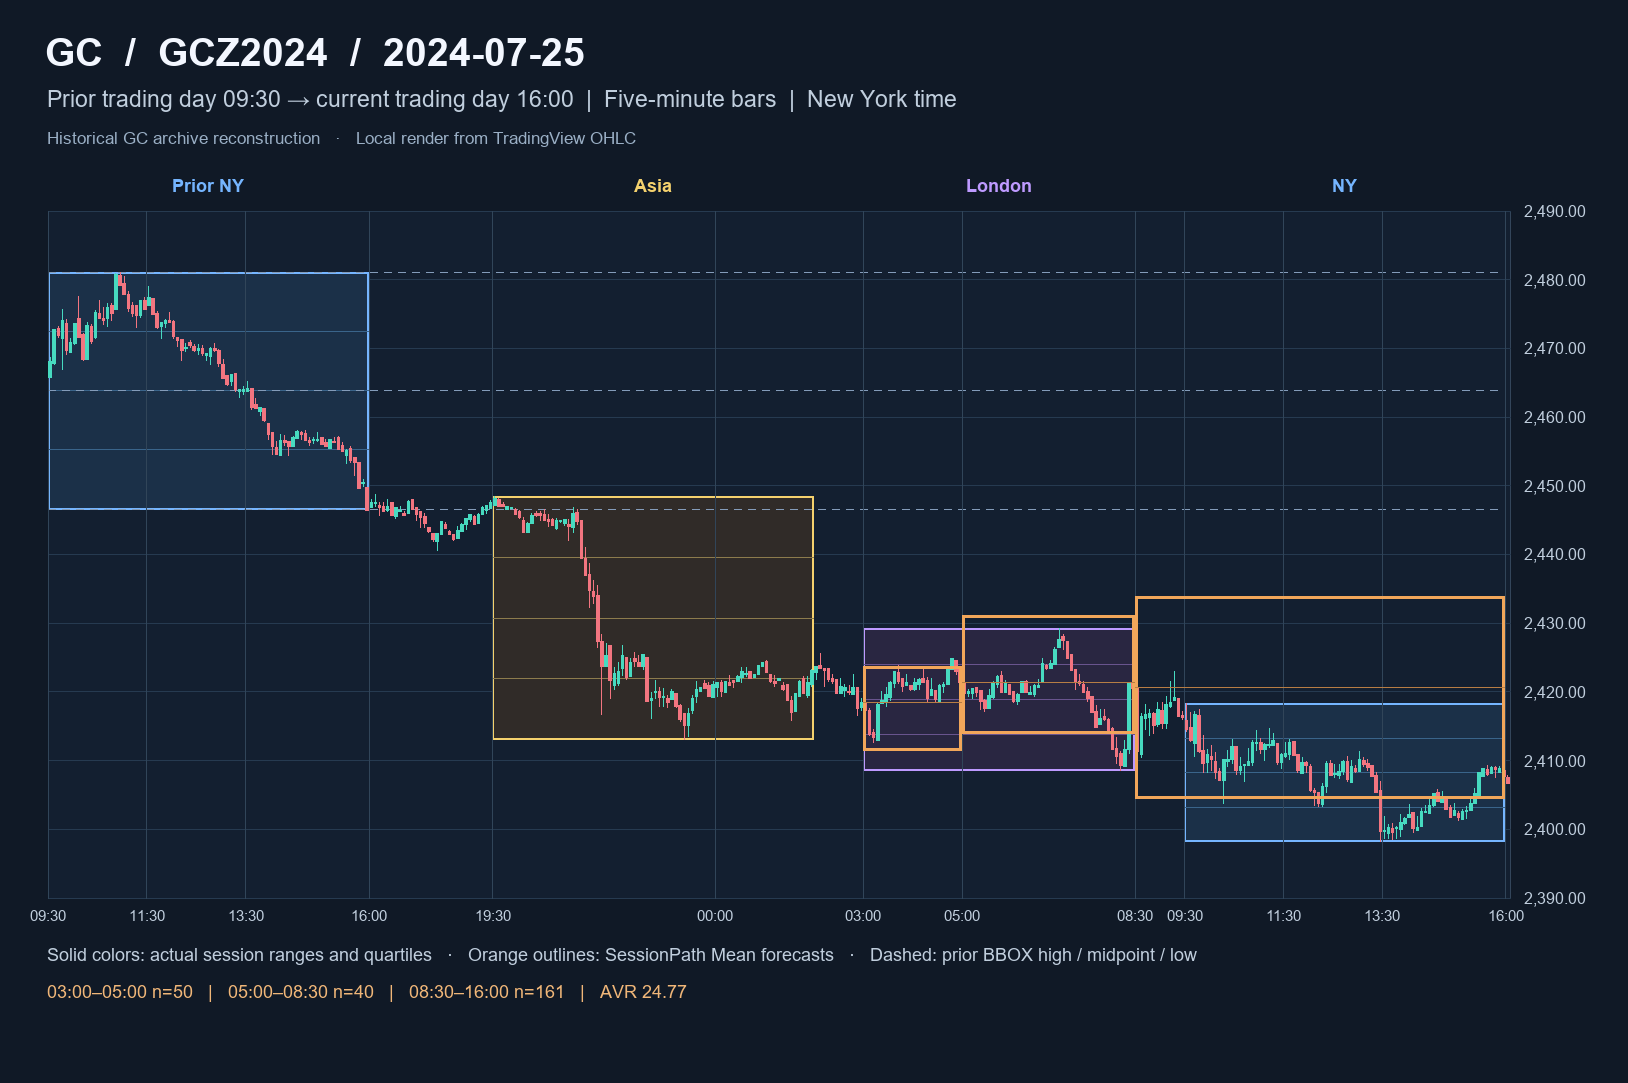 GC / GCZ2024 / 2024-07-25
Prior trading day 09:30 → current trading day 16:00 | Five-minute bars | New York time
Historical GC archive reconstruction · Local render from TradingView OHLC
Prior NY Asia London NY
2,490.00
2,480.00
2,470.00
2,460.00
2,450.00
2,440.00
2,430.00
2,420.00
2,410.00
2,400.00
2,390.00
09:30 11:30 13:30 16:00 19:30 00:00 03:00 05:00 08:30 09:30 11:30 13:30 16:00
Solid colors: actual session ranges and quartiles · Orange outlines: SessionPath Mean forecasts · Dashed: prior BBOX high / midpoint / low
03:00–05:00 n=50 | 05:00–08:30 n=40 | 08:30–16:00 n=161 | AVR 24.77